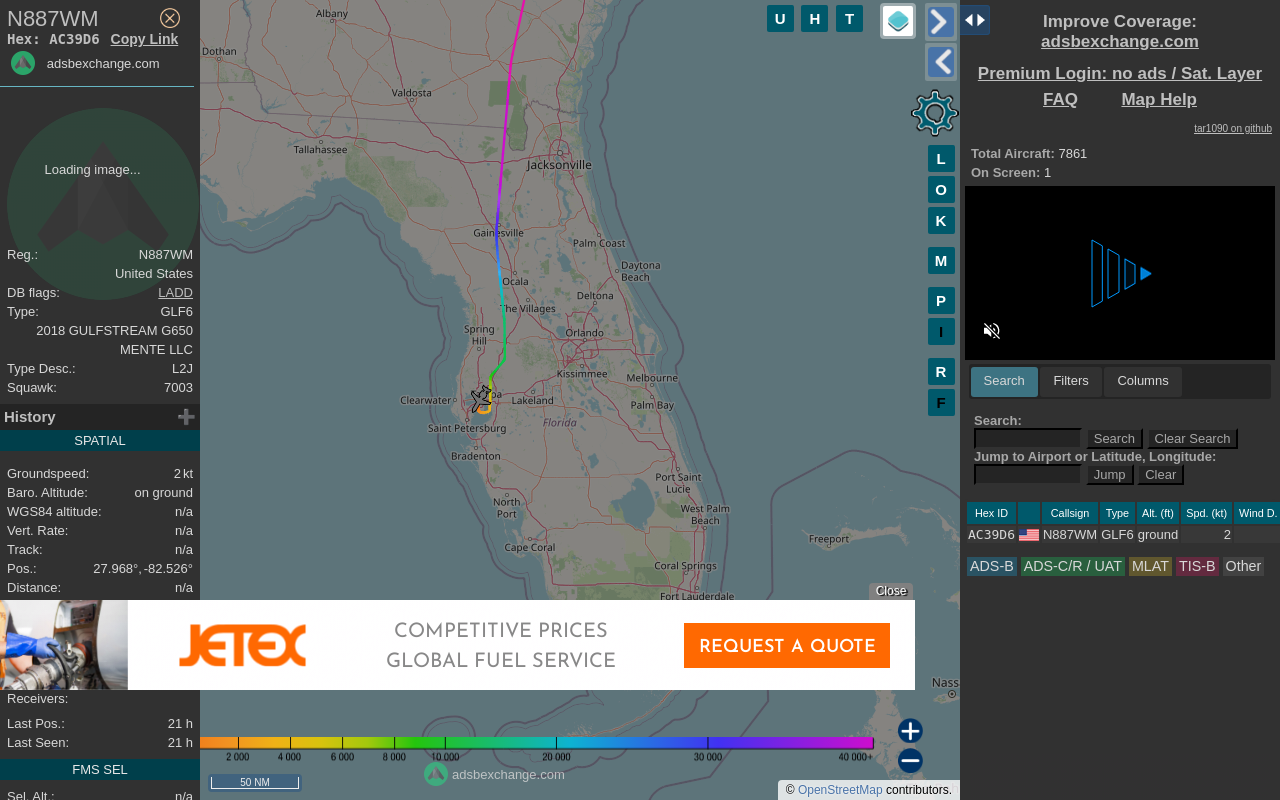 N887WM
Hex: AC39D6 Copy Link
adsbexchange.com
Loading image...
Reg.: N887WM
United States
DB flags: LADD
Type: GLF6
2018 GULFSTREAM G650
MENTE LLC
Type Desc.: L2J
Squawk: 7003
History
SPATIAL
Groundspeed: 2 kt
Baro. Altitude: on ground
WGS84 altitude: n/a
Vert. Rate: n/a
Track: n/a
Pos.: 27.968°, -82.526°
Distance: n/a
Receivers:
Last Pos.: 21 h
Last Seen: 21 h
FMS SEL
Sel. Alt.: n/a
Albany
Dothan
Valdosta
Tallahassee
Jacksonville
Gainesville
Palm Coast
Daytona
Beach
Ocala
Deltona
The Villages
Spring
Hill
Orlando
Kissimmee
Melbourne
Clearwater
Lakeland
Palm Bay
Saint Petersburg
Florida
Bradenton
Port Saint
Lucie
North
Port
West Palm
Beach
Cape Coral
Freeport
Coral Springs
Fort Lauderdale
Nass
U H T
L
O
K
M
P
I
R
F
Close
JETEX
COMPETITIVE PRICES
GLOBAL FUEL SERVICE
REQUEST A QUOTE
2 000 4 000 6 000 8 000 10 000 20 000 30 000 40 000+
adsbexchange.com
50 NM
© OpenStreetMap contributors.
Improve Coverage:
adsbexchange.com
Premium Login: no ads / Sat. Layer
FAQ Map Help
tar1090 on github
Total Aircraft: 7861
On Screen: 1
Search Filters Columns
Search:
Search Clear Search
Jump to Airport or Latitude, Longitude:
Jump Clear
Hex ID Callsign Type Alt. (ft) Spd. (kt) Wind D.
AC39D6 N887WM GLF6 ground 2
ADS-B ADS-C/R / UAT MLAT TIS-B Other